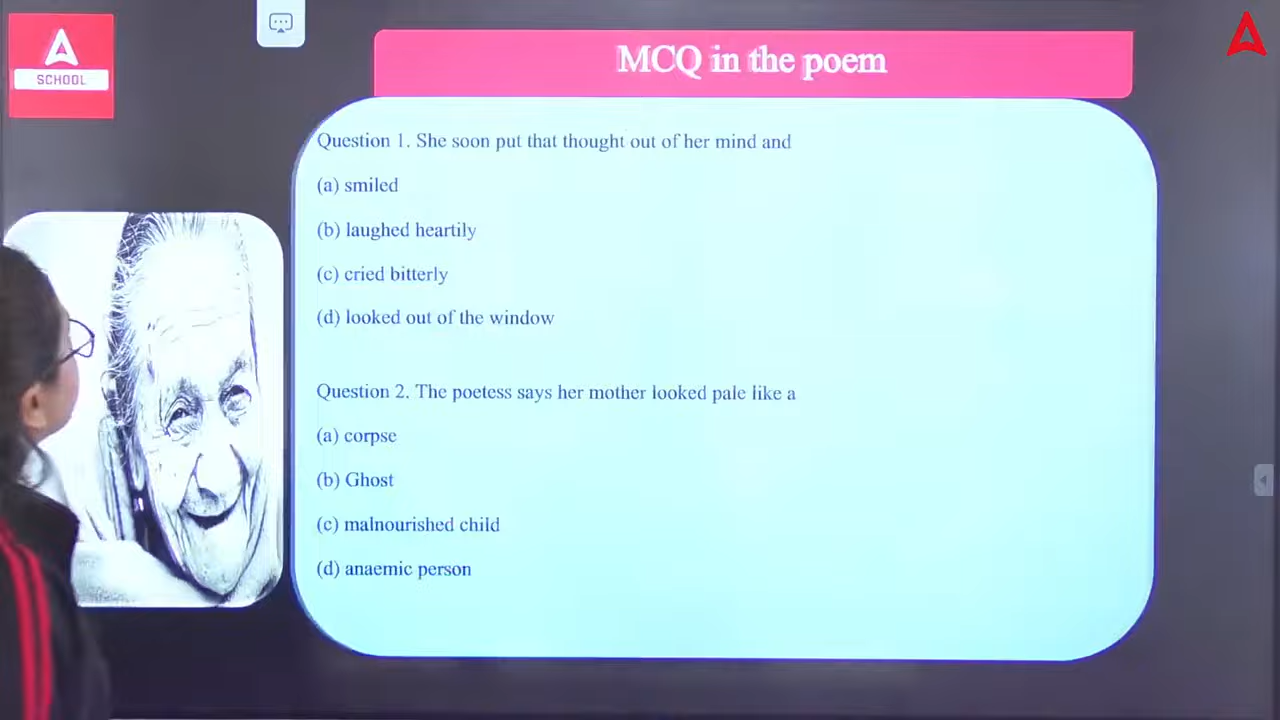 SCHOOL
MCQ in the poem
Question 1. She soon put that thought out of her mind and
(a) smiled
(b) laughed heartily
(c) cried bitterly
(d) looked out of the window
Question 2. The poetess says her mother looked pale like a
(a) corpse
(b) Ghost
(c) malnourished child
(d) anaemic person